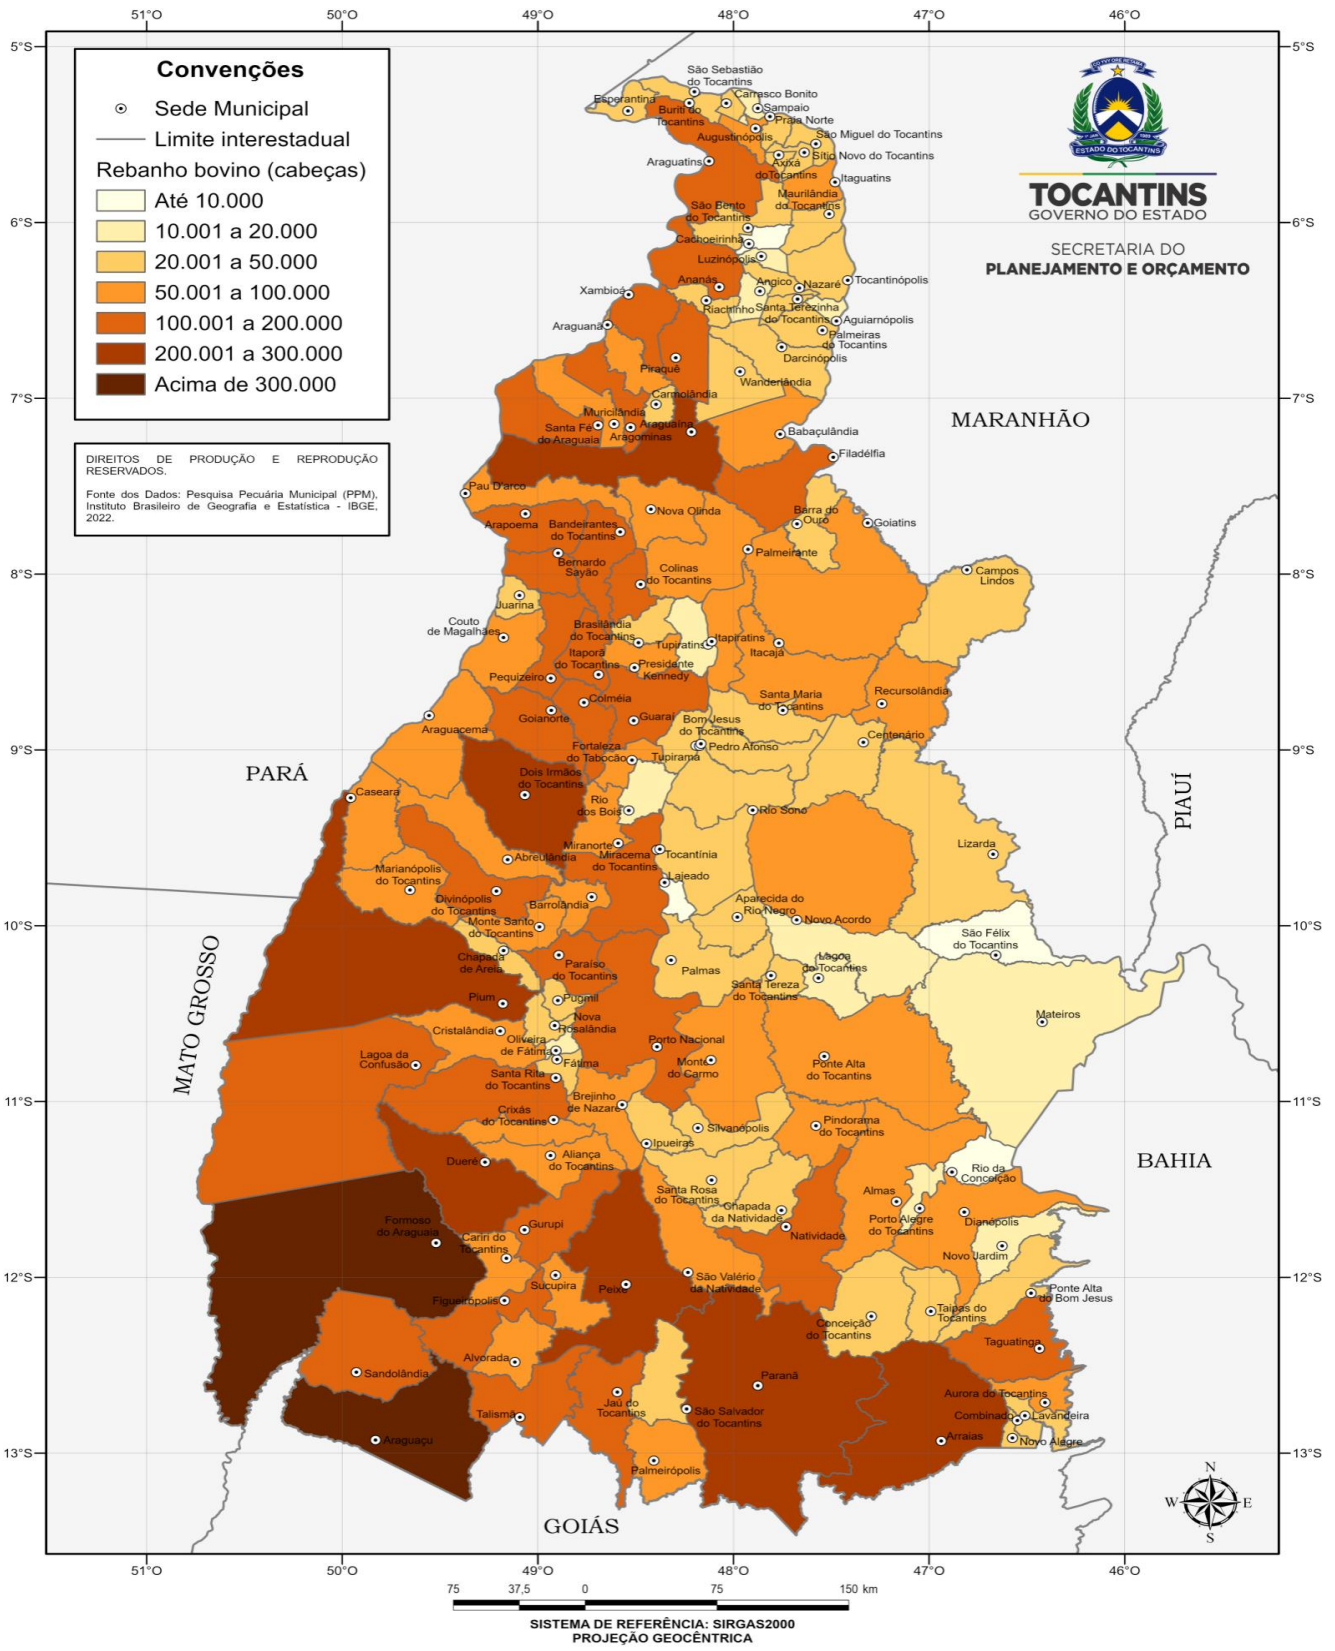 51°O
50°O
49°O
48°O
47°O
46°O
5°S
5°S
Convenções
Sede Municipal
Limite interestadual
Rebanho bovino (cabeças)
Até 10.000
10.001 a 20.000
20.001 a 50.000
50.001 a 100.000
100.001 a 200.000
200.001 a 300.000
Acima de 300.000
DIREITOS DE PRODUÇÃO E REPRODUÇÃO
RESERVADOS.
Fonte dos Dados: Pesquisa Pecuária Municipal (PPM),
Instituto Brasileiro de Geografia e Estatística - IBGE,
2022.
ESTADO DO TOCANTINS
TOCANTINS
GOVERNO DO ESTADO
SECRETARIA DO
PLANEJAMENTO E ORÇAMENTO
São Sebastião
do Tocantins
Esperantina
Carrasco Bonito
Buriti do
Tocantins
Sampaio
Praia Norte
Augustinópolis
São Miguel do Tocantins
Araguatins
Axixá
do Tocantins
Sítio Novo do Tocantins
Itaguatins
Maurilândia
do Tocantins
São Bento
do Tocantins
6°S
6°S
Cachoeirinha
Luzinópolis
Ananás
Angico
Nazaré
Tocantinópolis
Xambioá
Riachinho
Santa Terezinha
do Tocantins
Aguiarnópolis
Araguanã
Palmeiras
do Tocantins
Darcinópolis
Piraquê
Wanderlândia
7°S
7°S
Carmolândia
Muricilândia
Santa Fé
do Araguaia
Araguaína
Aragominas
Babaçulândia
MARANHÃO
Filadélfia
Pau D'arco
Arapoema
Bandeirantes
do Tocantins
Nova Olinda
Barra do
Ouro
Goiatins
Bernardo
Sayão
Palmeirante
8°S
8°S
Colinas
do Tocantins
Campos
Lindos
Juarina
Couto
de Magalhães
Brasilândia
do Tocantins
Tupiratins
Itapiratins
Itacajá
Itaporã
do Tocantins
Presidente
Kennedy
Pequizeiro
Colméia
Goianorte
Guaraí
Santa Maria
do Tocantins
Recursolândia
Araguacema
Bom Jesus
do Tocantins
Centenário
9°S
9°S
Fortaleza
do Tabocão
Tupirama
Pedro Afonso
PARÁ
Dois Irmãos
do Tocantins
Caseara
Rio
dos Bois
Rio Sono
PIAUÍ
Miranorte
Miracema
do Tocantins
Tocantínia
Lizarda
Abreulândia
Marianópolis
do Tocantins
Lajeado
Divinópolis
do Tocantins
Barrolândia
Aparecida do
Rio Negro
Novo Acordo
10°S
10°S
Monte Santo
do Tocantins
São Félix
do Tocantins
Chapada
de Areia
Paraíso
do Tocantins
Palmas
Lagoa
do Tocantins
Santa Tereza
do Tocantins
MATO GROSSO
Pium
Pugmil
Nova
Rosalândia
Mateiros
Cristalândia
Oliveira
de Fátima
Fátima
Porto Nacional
Lagoa da
Confusão
Monte
do Carmo
Ponte Alta
do Tocantins
Santa Rita
do Tocantins
11°S
11°S
Brejinho
de Nazaré
Crixás
do Tocantins
Silvanópolis
Pindorama
do Tocantins
Ipueiras
Dueré
Aliança
do Tocantins
BAHIA
Rio da
Conceição
Santa Rosa
do Tocantins
Chapada
da Natividade
Almas
Porto Alegre
do Tocantins
Dianópolis
Formoso
do Araguaia
Gurupi
Natividade
Cariri do
Tocantins
Novo Jardim
12°S
12°S
Sucupira
Peixe
São Valério
da Natividade
Ponte Alta
do Bom Jesus
Figueirópolis
Taipas do
Tocantins
Conceição
do Tocantins
Taguatinga
Alvorada
Sandolândia
Paranã
Jaú do
Tocantins
Aurora do Tocantins
São Salvador
do Tocantins
Combinado
Lavandeira
Talismã
Araguaçu
Arraias
Novo Alegre
13°S
13°S
Palmeirópolis
GOIÁS
N
W
E
S
51°O
50°O
49°O
48°O
47°O
46°O
75
37,5
0
75
150 km
SISTEMA DE REFERÊNCIA: SIRGAS2000
PROJEÇÃO GEOCÊNTRICA